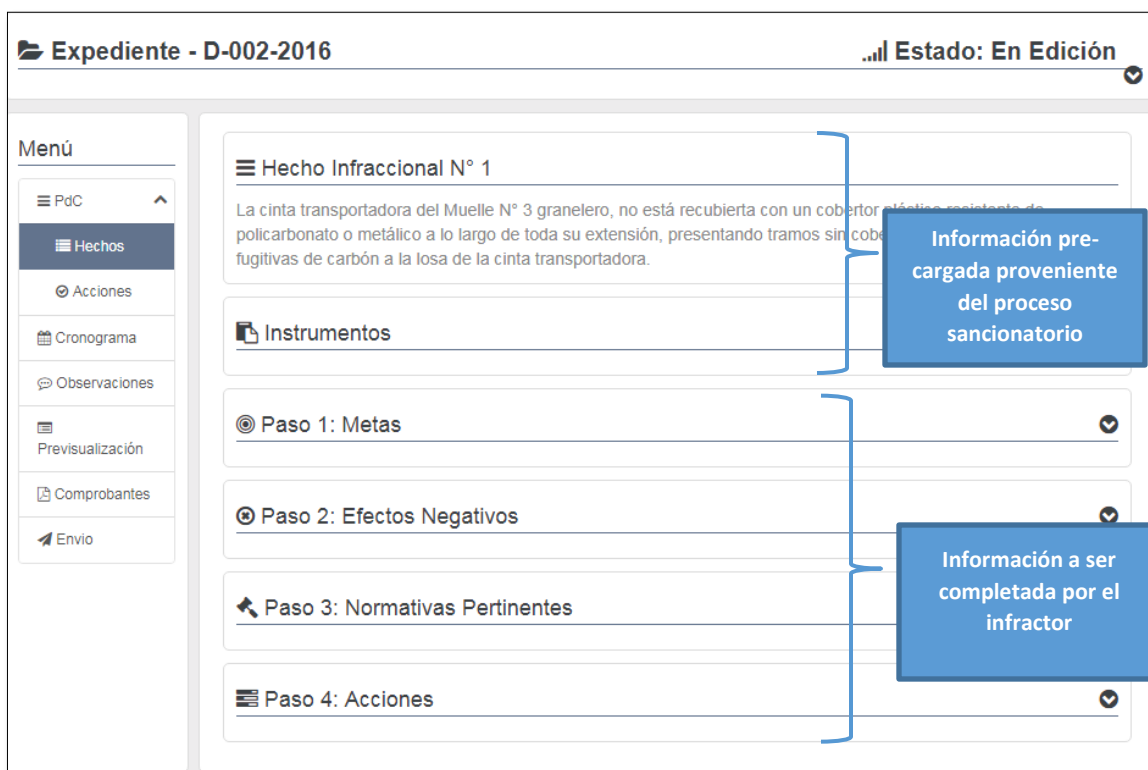 Expediente - D-002-2016
Estado: En Edición
Menú
PdC
Hechos
Acciones
Cronograma
Observaciones
Previsualización
Comprobantes
Envio
Hecho Infraccional N° 1
La cinta transportadora del Muelle N° 3 granelero, no está recubierta con un cobertor
policarbonato o metálico a lo largo de toda su extensión, presentando tramos sin
fugitivas de carbón a la losa de la cinta transportadora.
Instrumentos
Información pre-
cargada proveniente
del proceso
sancionatorio
Paso 1: Metas
Paso 2: Efectos Negativos
Paso 3: Normativas Pertinentes
Paso 4: Acciones
Información a ser
completada por el
infractor